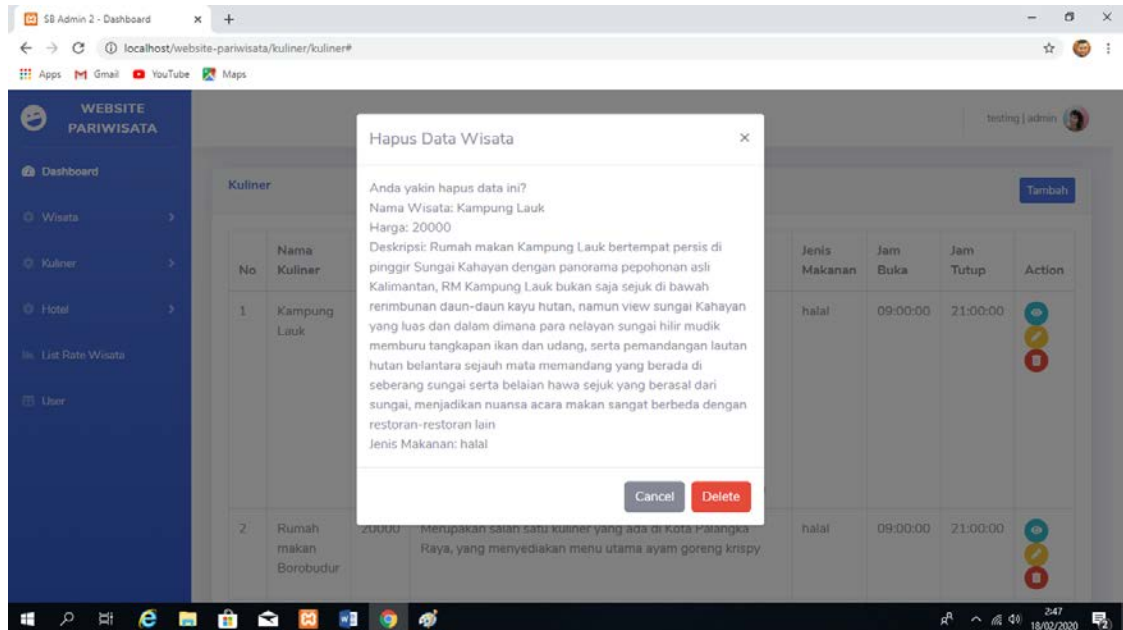 SB Admin 2 - Dashboard
localhost/website-pariwisata/kuliner/kuliner#
Apps Gmail YouTube Maps
WEBSITE
PARIWISATA
testing | admin
Dashboard
Wisata
Kuliner
Hotel
List Rate Wisata
User
Kuliner
Tambah
No
Nama
Kuliner
Jenis
Makanan
Jam
Buka
Jam
Tutup
Action
1
Kampung
Lauk
halal
09:00:00
21:00:00
2
Rumah
makan
Borobudur
20000
Merupakan salah satu kuliner yang ada di Kota Palangka
Raya, yang menyediakan menu utama ayam goreng krispy
halal
09:00:00
21:00:00
Hapus Data Wisata
×
Anda yakin hapus data ini?
Nama Wisata: Kampung Lauk
Harga: 20000
Deskripsi: Rumah makan Kampung Lauk bertempat persis di
pinggir Sungai Kahayan dengan panorama pepohonan asli
Kalimantan, RM Kampung Lauk bukan saja sejuk di bawah
renmbunan daun-daun kayu hutan, namun view sungai Kahayan
yang luas dan dalam dimana para nelayan sungai hilir mudik
memburu tangkapan ikan dan udang, serta pemandangan lautan
hutan belantara sejauh mata memandang yang berada di
seberang sungai serta belaian hawa sejuk yang berasal dari
sungai, menjadikan nuansa acara makan sangat berbeda dengan
restoran-restoran lain
Jenis Makanan: halal
Cancel
Delete
2:47
18/02/2020